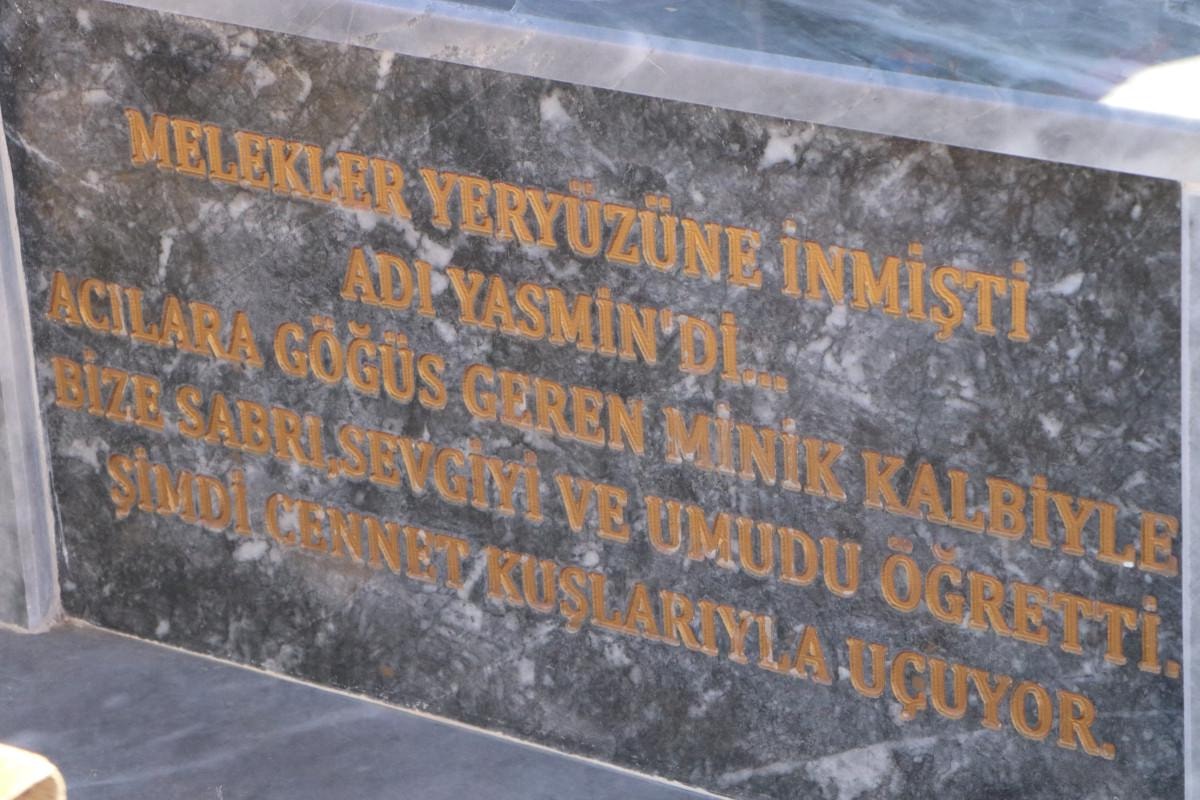 MELEKLER YERYÜZÜNE İNMİŞTİ
ADI YASMİN'Dİ...
ACILARA GÖĞÜS GEREN MİNİK KALBİYLE
BİZE SABRI,SEVGİYİ VE UMUDU ÖĞRETTİ.
ŞİMDİ CENNET KUŞLARIYLA UÇUYOR.